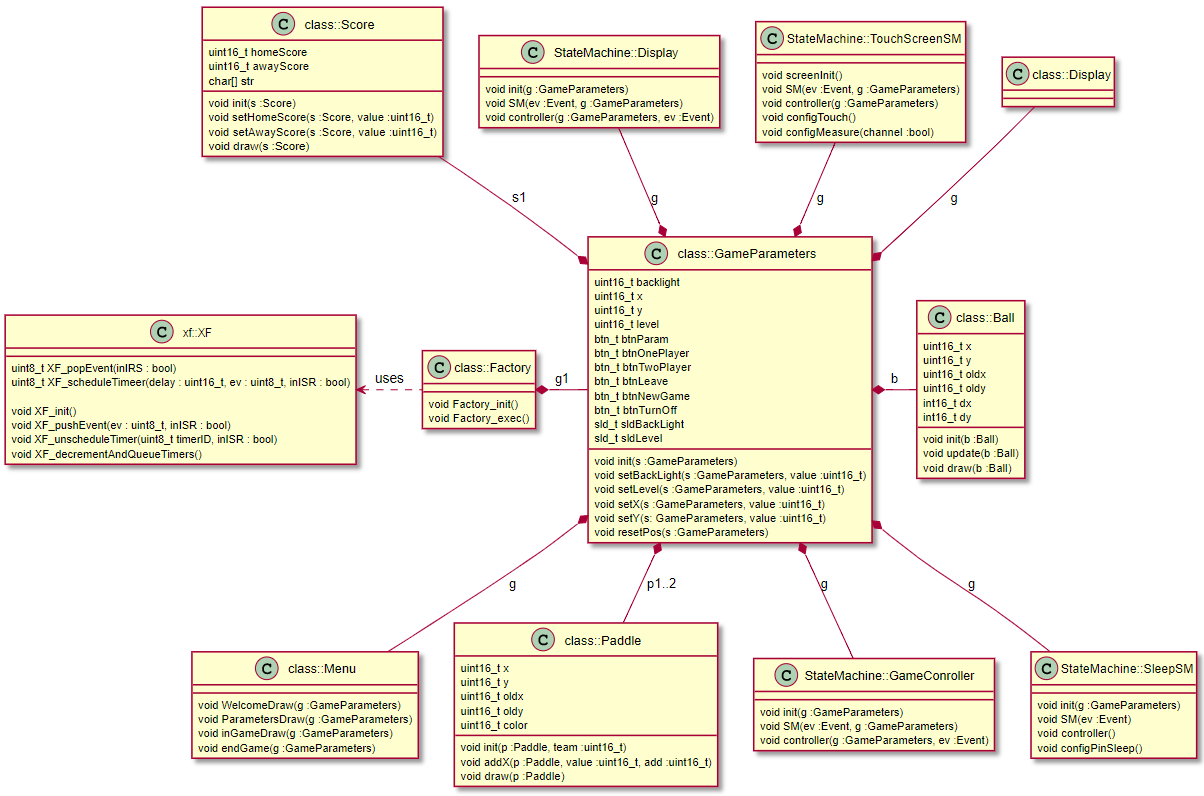 C class::Score
uint16_t homeScore
uint16_t awayScore
char[] str
void init(s :Score)
void setHomeScore(s :Score, value :uint16_t)
void setAwayScore(s :Score, value :uint16_t)
void draw(s :Score)
C StateMachine::Display
void init(g :GameParameters)
void SM(ev :Event, g :GameParameters)
void controller(g :GameParameters, ev :Event)
C StateMachine::TouchScreenSM
void screenInit()
void SM(ev :Event, g :GameParameters)
void controller(g :GameParameters)
void configTouch()
void configMeasure(channel :bool)
C class::Display
s1
g
g
g
C class::GameParameters
uint16_t backlight
uint16_t x
uint16_t y
uint16_t level
btn_t btnParam
btn_t btnOnePlayer
btn_t btnTwoPlayer
btn_t btnLeave
btn_t btnNewGame
btn_t btnTurnOff
sld_t sldBackLight
sld_t sldLevel
void init(s :GameParameters)
void setBackLight(s :GameParameters, value :uint16_t)
void setLevel(s :GameParameters, value :uint16_t)
void setX(s :GameParameters, value :uint16_t)
void setY(s: GameParameters, value :uint16_t)
void resetPos(s :GameParameters)
C xf::XF
uint8_t XF_popEvent(inIRS : bool)
uint8_t XF_scheduleTimeer(delay : uint16_t, ev : uint8_t, inISR : bool)
void XF_init()
void XF_pushEvent(ev : uint8_t, inISR : bool)
void XF_unscheduleTimer(uint8_t timerID, inISR : bool)
void XF_decrementAndQueueTimers()
uses
C class::Factory
void Factory_init()
void Factory_exec()
g1
b
C class::Ball
uint16_t x
uint16_t y
uint16_t oldx
uint16_t oldy
int16_t dx
int16_t dy
void init(b :Ball)
void update(b :Ball)
void draw(b :Ball)
g
p1..2
g
g
C class::Menu
void WelcomeDraw(g :GameParameters)
void ParametersDraw(g :GameParameters)
void inGameDraw(g :GameParameters)
void endGame(g :GameParameters)
C class::Paddle
uint16_t x
uint16_t y
uint16_t oldx
uint16_t oldy
uint16_t color
void init(p :Paddle, team :uint16_t)
void addX(p :Paddle, value :uint16_t, add :uint16_t)
void draw(p :Paddle)
C StateMachine::GameConroller
void init(g :GameParameters)
void SM(ev :Event, g :GameParameters)
void controller(g :GameParameters, ev :Event)
C StateMachine::SleepSM
void init(g :GameParameters)
void SM(ev :Event)
void controller()
void configPinSleep()